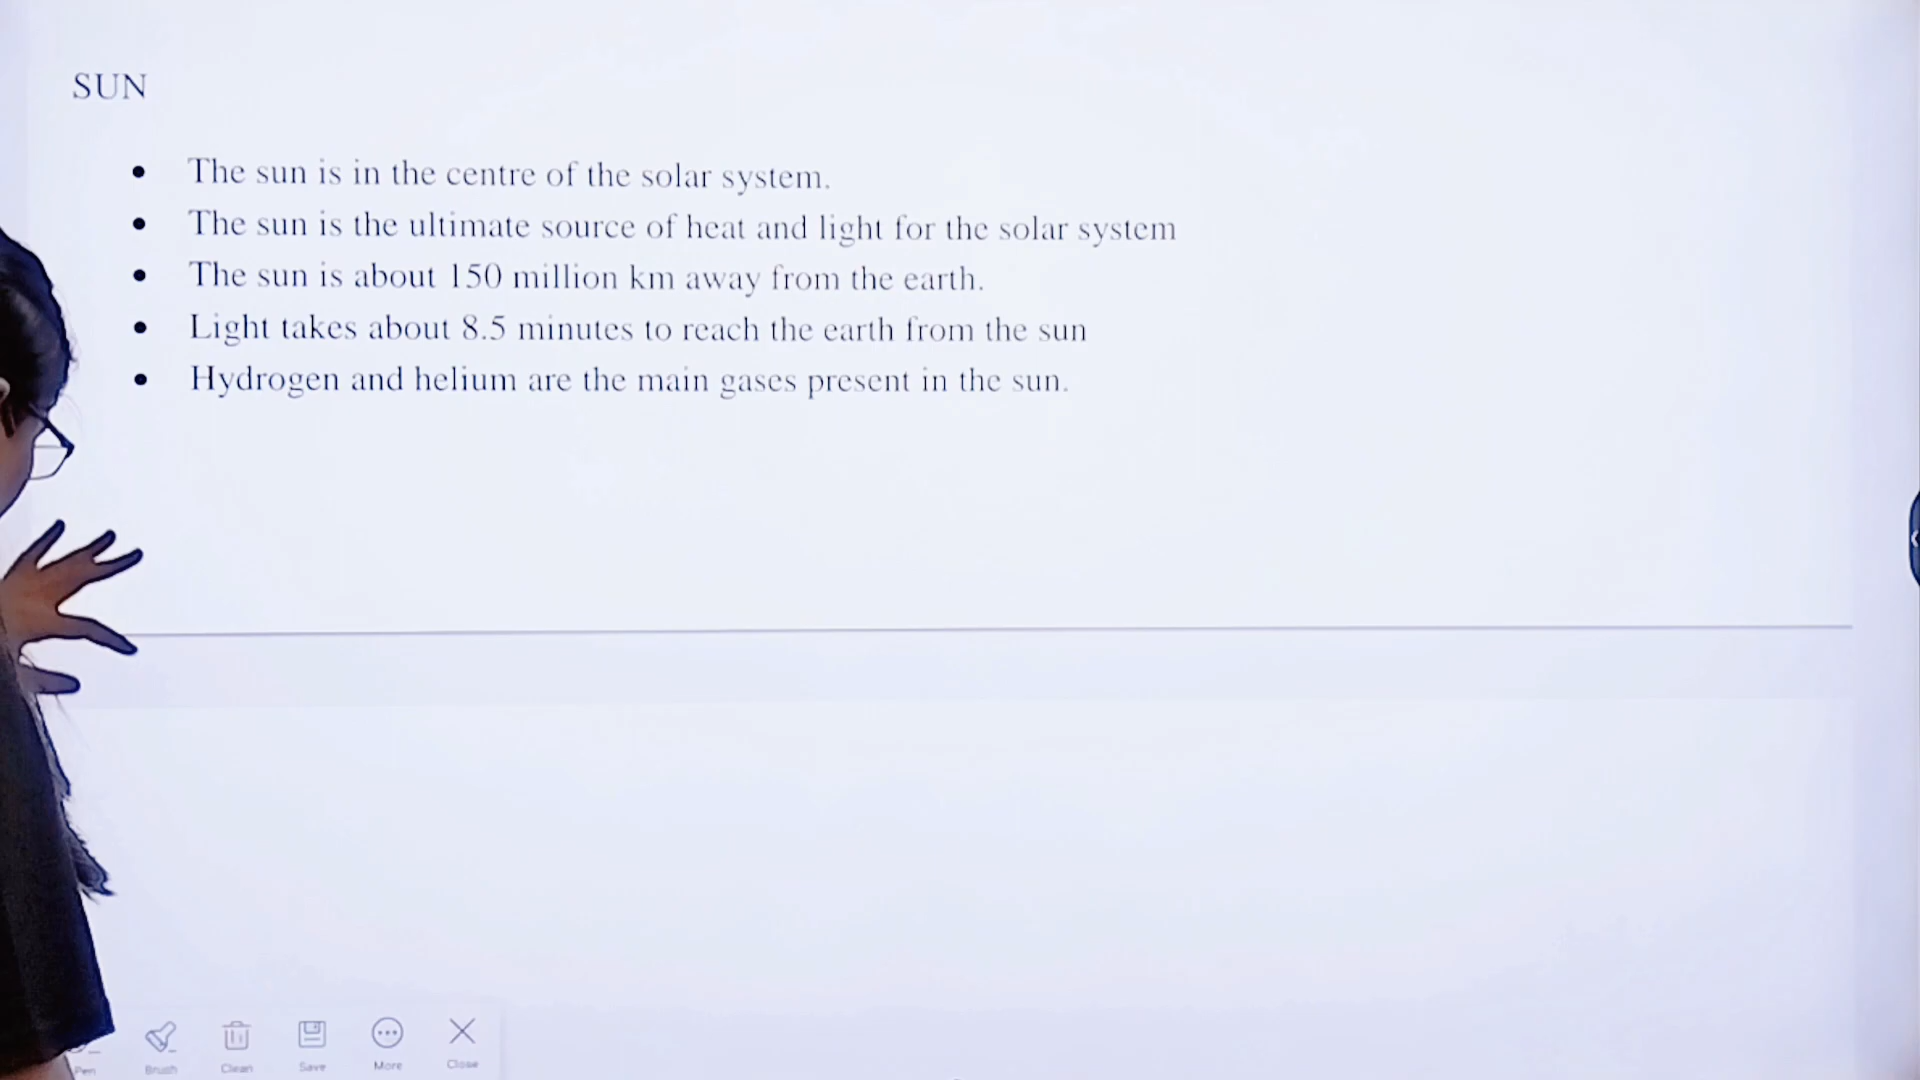 SUN
• The sun is in the centre of the solar system.
• The sun is the ultimate source of heat and light for the solar system
• The sun is about 150 million km away from the earth.
• Light takes about 8.5 minutes to reach the earth from the sun
• Hydrogen and helium are the main gases present in the sun.
Pen Brush Clean Save More Close